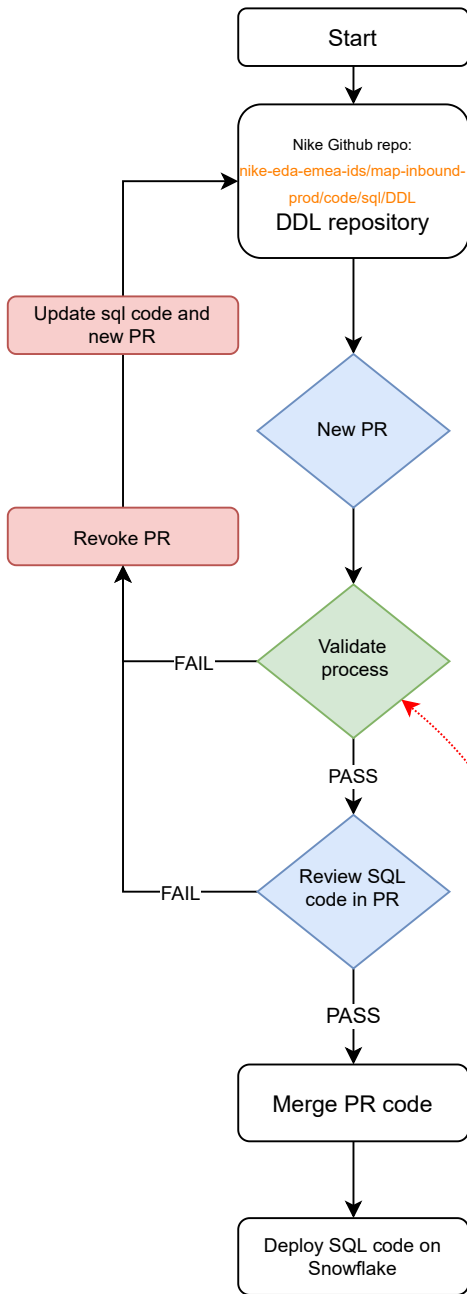 Start
Nike Github repo:
nike-eda-emea-ids/map-inbound-
prod/code/sql/DDL
DDL repository
Update sql code and
new PR
New PR
Revoke PR
Validate
process
FAIL
PASS
Review SQL
code in PR
FAIL
PASS
Merge PR code
Deploy SQL code on
Snowflake